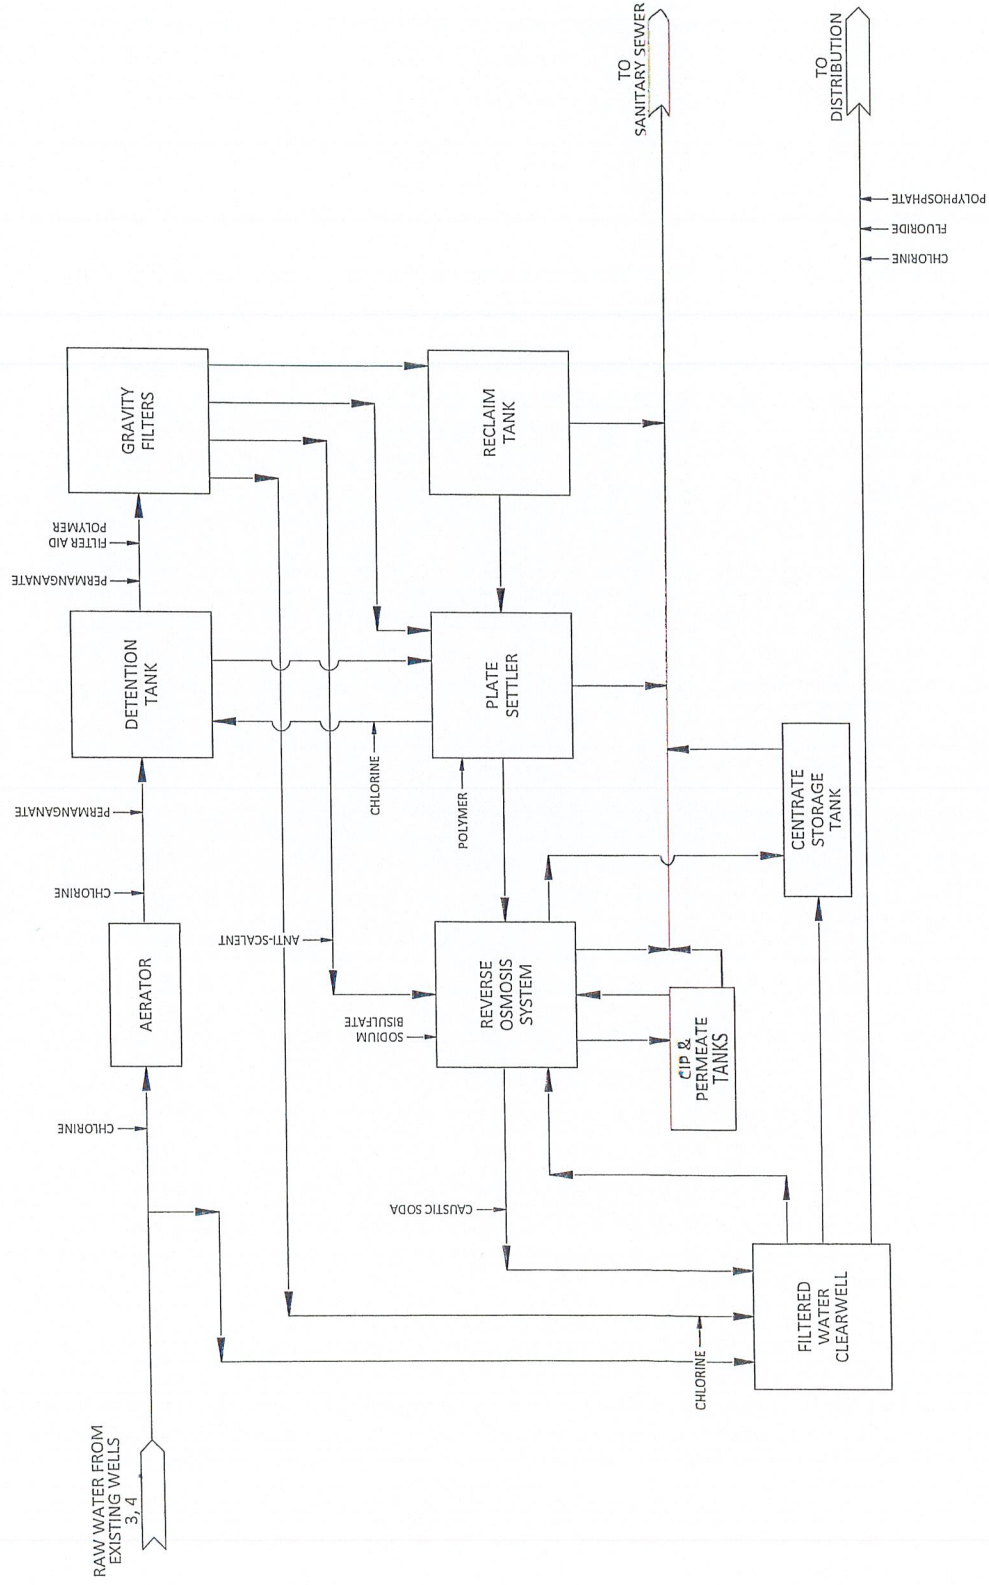 RAW WATER FROM
EXISTING WELLS
3, 4
CHLORINE
AERATOR
CHLORINE
PERMANGANATE
DETENTION
TANK
PERMANGANATE
FILTER AID
POLYMER
GRAVITY
FILTERS
ANTI-SCALENT
SODIUM
BISULFATE
CHLORINE
POLYMER
CAUSTIC SODA
REVERSE
OSMOSIS
SYSTEM
PLATE
SETTLER
RECLAIM
TANK
TO
SANITARY SEWER
CIP &
PERMEATE
TANKS
CHLORINE
FILTERED
WATER
CLEARWELL
CENTRATE
STORAGE
TANK
CHLORINE
FLUORIDE
POLYPHOSPHATE
TO
DISTRIBUTION